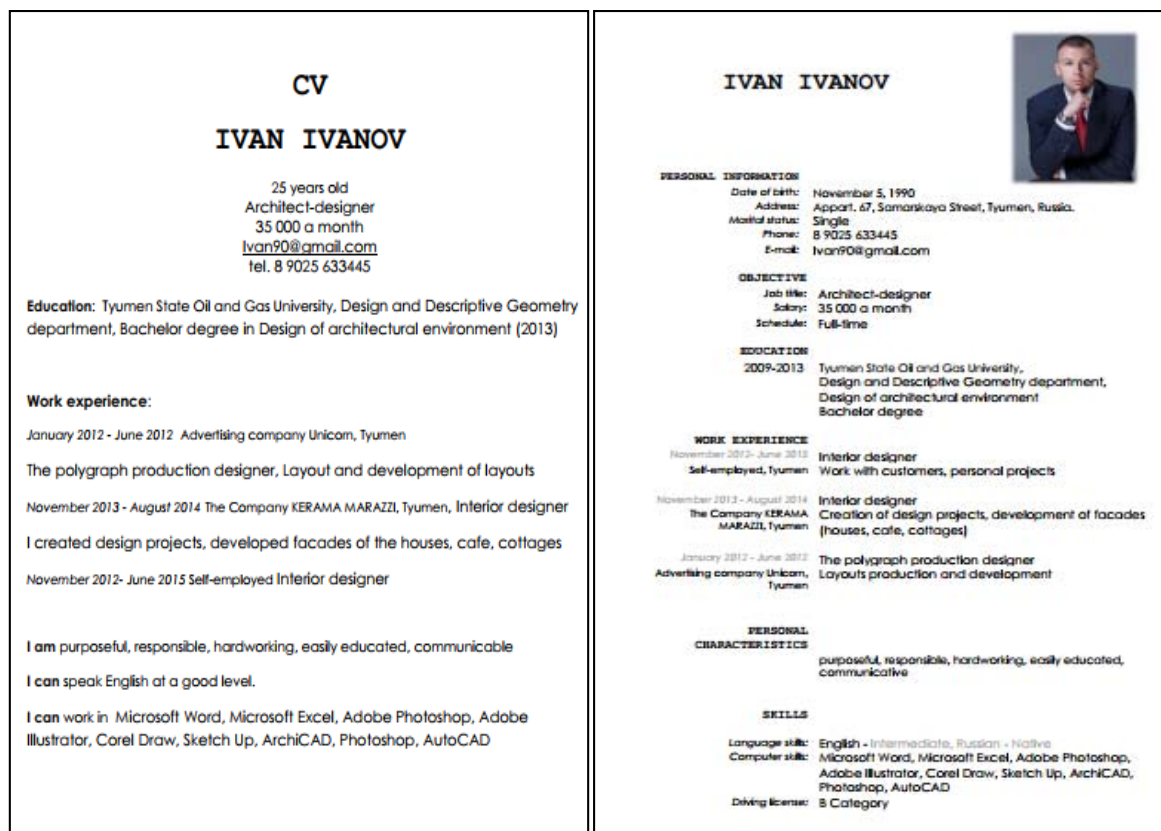 CV
IVAN IVANOV
25 years old
Architect-designer
35 000 a month
Ivan90@gmail.com
tel. 8 9025 633445
Education: Tyumen State Oil and Gas University, Design and Descriptive Geometry
department, Bachelor degree in Design of architectural environment (2013)
Work experience:
January 2012 - June 2012 Advertising company Unicorn, Tyumen
The polygraph production designer, Layout and development of layouts
November 2013 - August 2014 The Company KERAMA MARAZZI, Tyumen, Interior designer
I created design projects, developed facades of the houses, cafe, cottages
November 2012- June 2015 Self-employed Interior designer
I am purposeful, responsible, hardworking, easily educated, communicable
I can speak English at a good level.
I can work in Microsoft Word, Microsoft Excel, Adobe Photoshop, Adobe
Illustrator, Corel Draw, Sketch Up, ArchiCAD, Photoshop, AutoCAD
IVAN IVANOV
PERSONAL INFORMATION
Date of birth: November 5, 1990
Address: Appart. 67, Samarskaya Street, Tyumen, Russia.
Marital status: Single
Phone: 8 9025 633445
E-mail: Ivan90@gmail.com
OBJECTIVE
Job title: Architect-designer
Salary: 35 000 a month
Schedule: Full-time
EDUCATION
2009-2013 Tyumen State Oil and Gas University,
Design and Descriptive Geometry department,
Design of architectural environment
Bachelor degree
WORK EXPERIENCE
November 2012- June Interior designer
Self-employed, Tyumen Work with customers, personal projects
November 2013 - August 2014 Interior designer
The Company KERAMA Creation of design projects, development of facades
MARAZZI, Tyumen (houses, cafe, cottages)
January 2012 - June 2012 The polygraph production designer
Advertising company Unicorn, Layouts production and development
Tyumen
PERSONAL
CHARACTERISTICS
purposeful, responsible, hardworking, easily educated,
communicative
SKILLS
Language skills: English - Intermediate, Russian - Native
Computer skills: Microsoft Word, Microsoft Excel, Adobe Photoshop,
Adobe Illustrator, Corel Draw, Sketch Up, ArchiCAD,
Photoshop, AutoCAD
Driving license: B Category